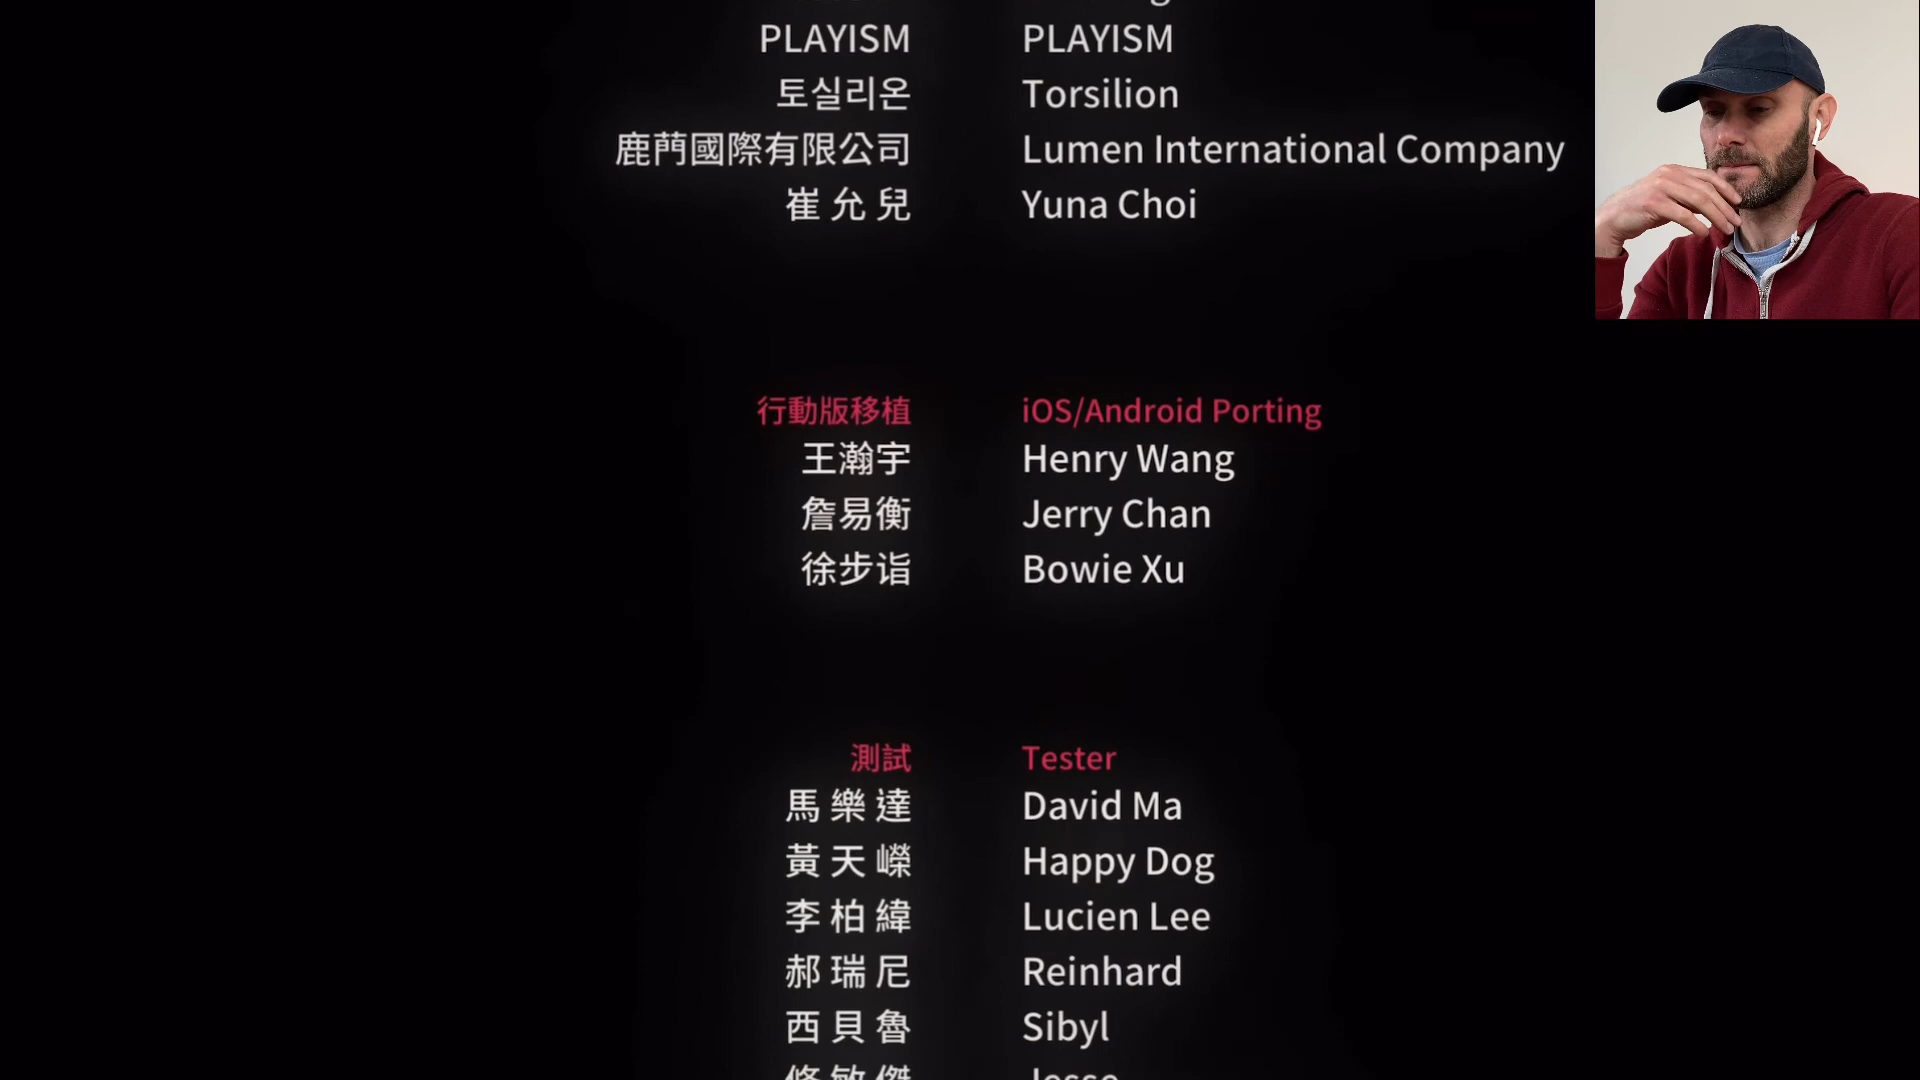 PLAYISM PLAYISM
토실리온 Torsilion
鹿菛國際有限公司 Lumen International Company
崔 允 兒 Yuna Choi
行動版移植 iOS/Android Porting
王瀚宇 Henry Wang
詹易衡 Jerry Chan
徐步诣 Bowie Xu
測試 Tester
馬 樂 達 David Ma
黃 天 嶸 Happy Dog
李 柏 緯 Lucien Lee
郝 瑞 尼 Reinhard
西 貝 魯 Sibyl